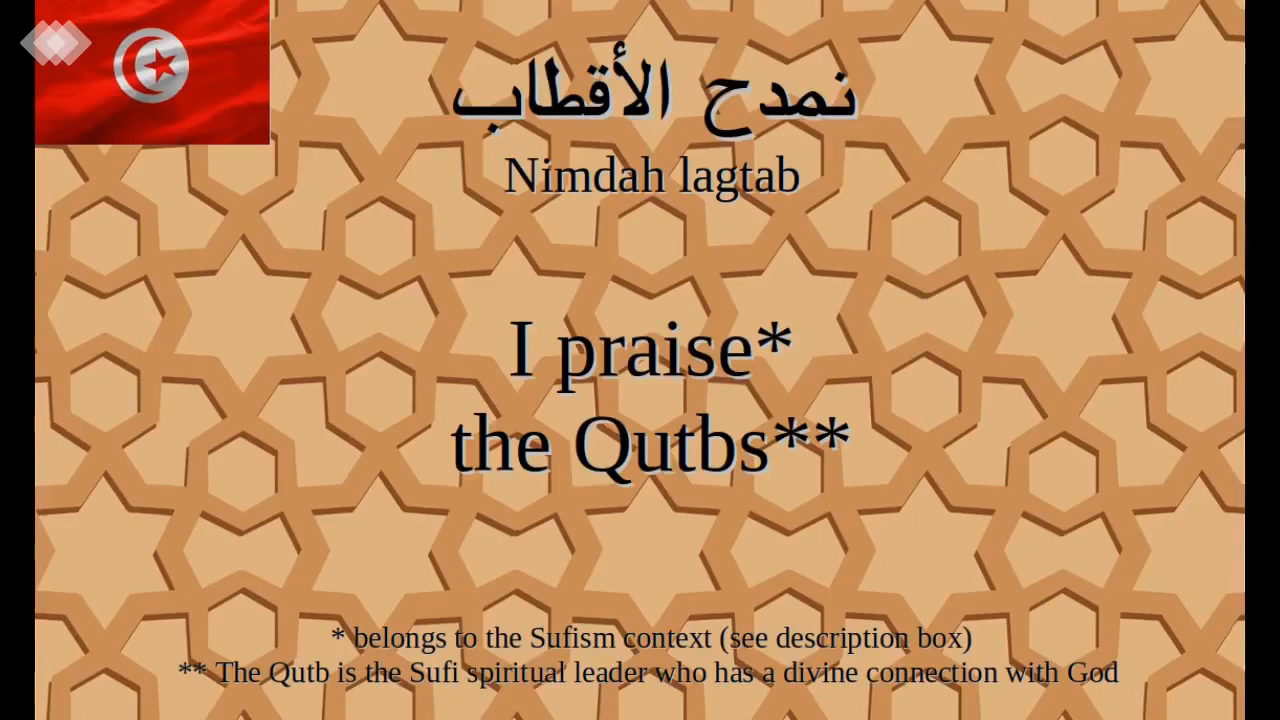 نمدح الأقطاب
Nimdah lagtab
I praise*
the Qutbs**
* belongs to the Sufism context (see description box)
** The Qutb is the Sufi spiritual leader who has a divine connection with God